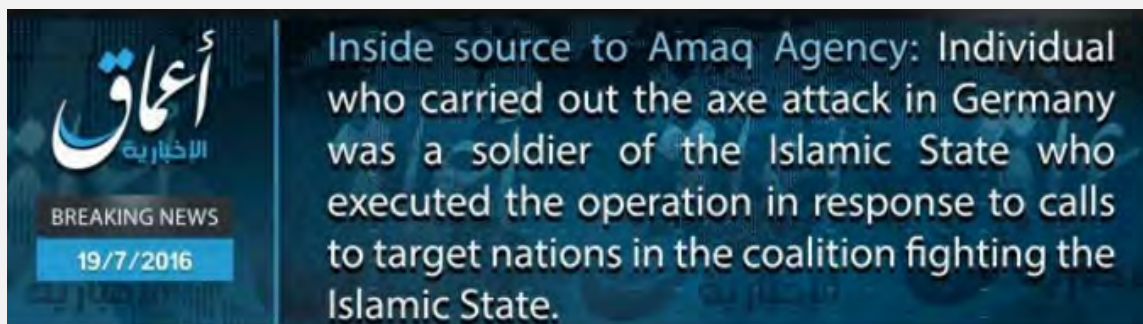 أعماق
الإخبارية
BREAKING NEWS
19/7/2016
Inside source to Amaq Agency: Individual
who carried out the axe attack in Germany
was a soldier of the Islamic State who
executed the operation in response to calls
to target nations in the coalition fighting the
Islamic State.